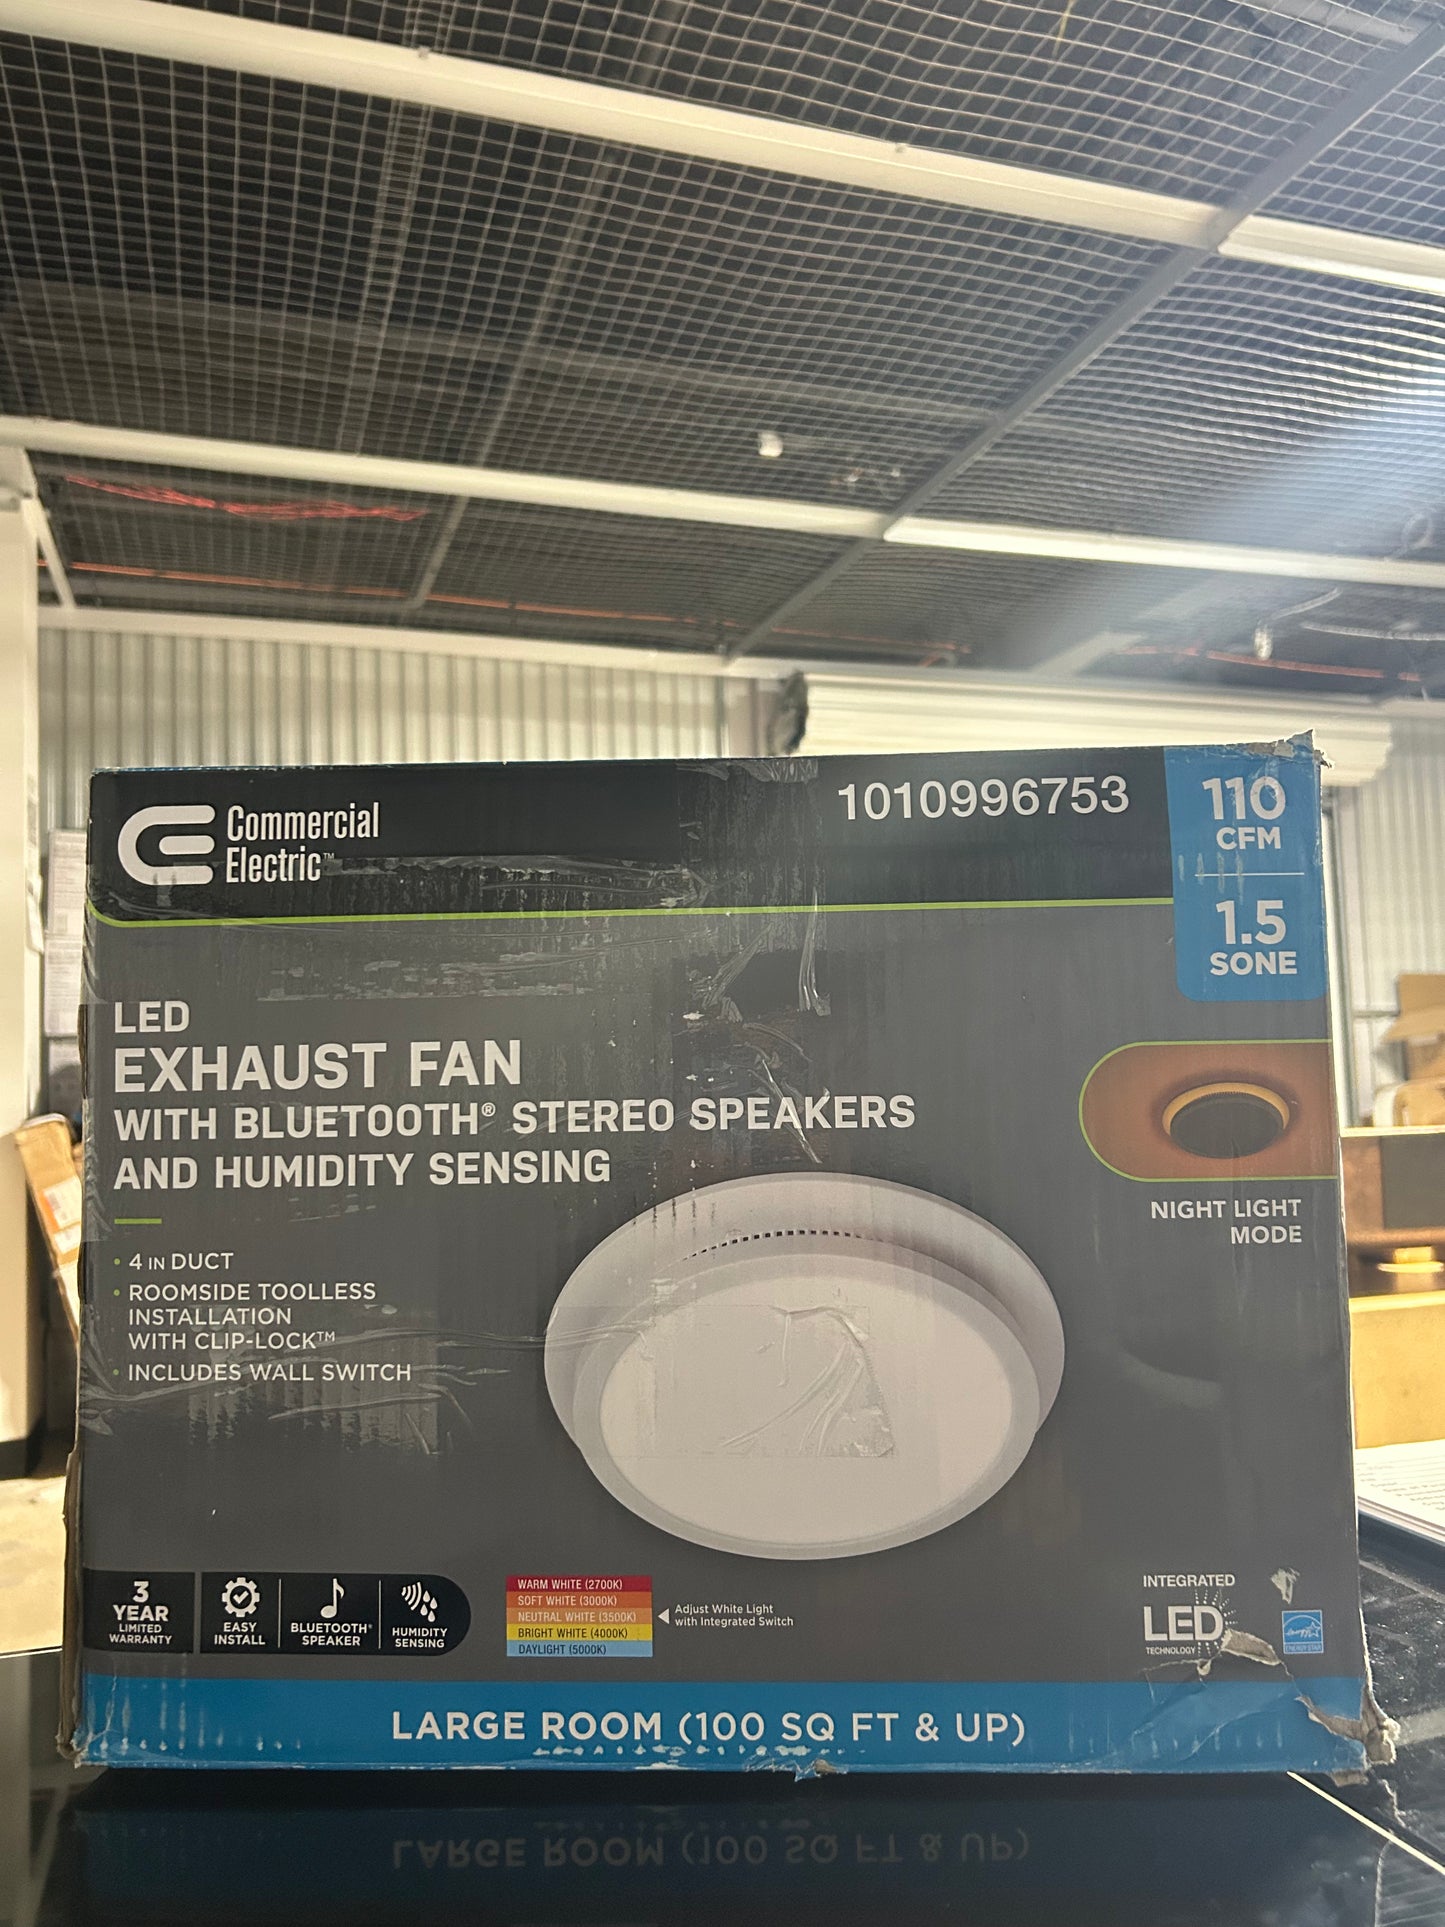 Commercial
Electric™
1010996753
110
CFM
1.5
SONE
LED
EXHAUST FAN
WITH BLUETOOTH® STEREO SPEAKERS
AND HUMIDITY SENSING
• 4 IN DUCT
• ROOMSIDE TOOLLESS
INSTALLATION
WITH CLIP-LOCK™
• INCLUDES WALL SWITCH
NIGHT LIGHT
MODE
3
YEAR
LIMITED
WARRANTY
EASY
INSTALL
BLUETOOTH®
SPEAKER
HUMIDITY
SENSING
WARM WHITE (2700K)
SOFT WHITE (3000K)
NEUTRAL WHITE (3500K)
BRIGHT WHITE (4000K)
DAYLIGHT (5000K)
Adjust White Light
with Integrated Switch
INTEGRATED
LED
TECHNOLOGY
ENERGY STAR
LARGE ROOM (100 SQ FT & UP)